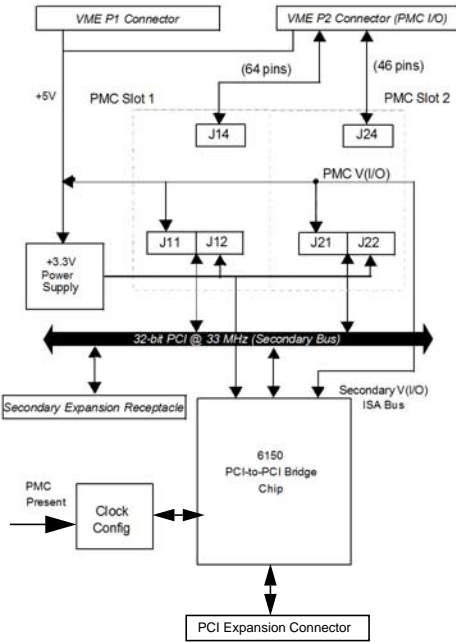 VME P1 Connector
VME P2 Connector (PMC I/O)
(64 pins)
(46 pins)
+5V
PMC Slot 1
PMC Slot 2
J14
J24
PMC V(I/O)
J11
J12
J21
J22
+3.3V
Power
Supply
32-bit PCI @ 33 MHz (Secondary Bus)
Secondary Expansion Receptacle
Secondary V(I/O)
ISA Bus
6150
PCI-to-PCI Bridge
Chip
PMC
Present
Clock
Config
PCI Expansion Connector